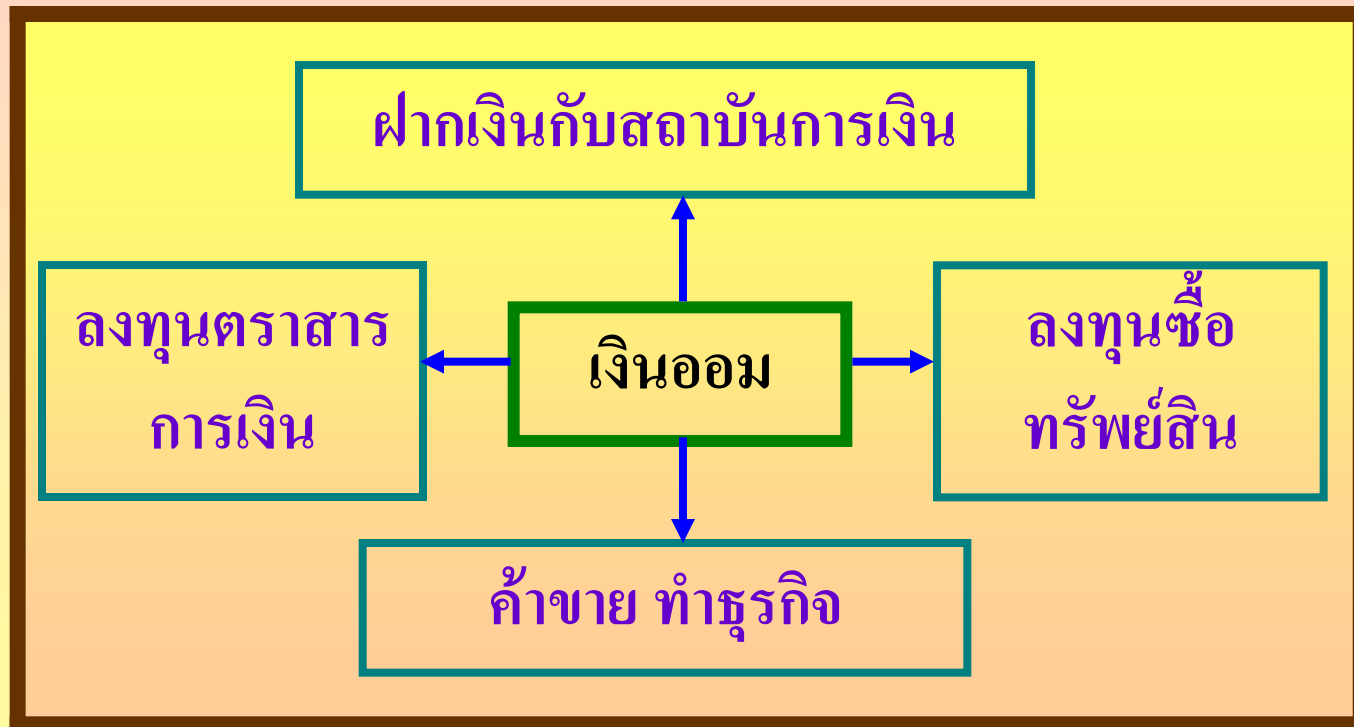 ฝากเงินกับสถาบันการเงิน
ลงทุนตราสาร
การเงิน
เงินออม
ลงทุนซื้อ
ทรัพย์สิน
ค้าขาย ทำธุรกิจ